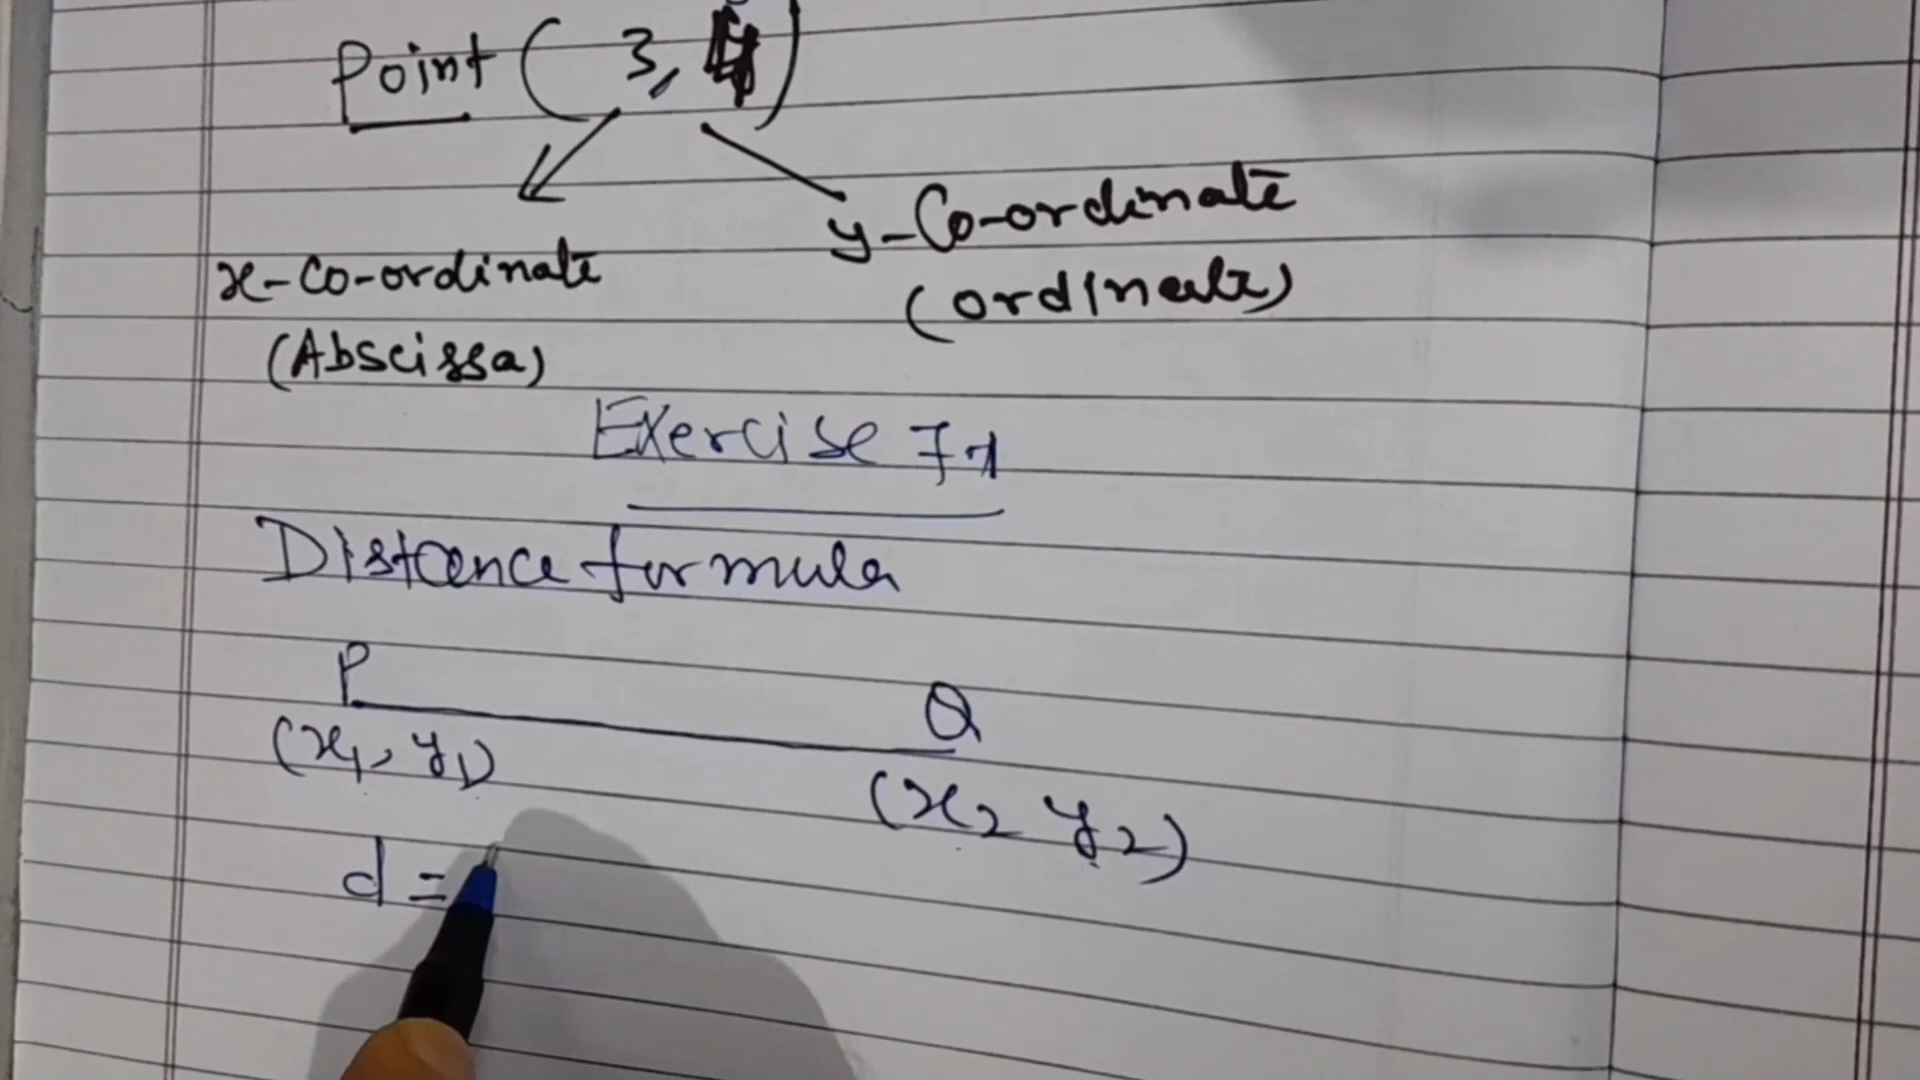 Point ( 3, 4 )
y-Co-ordinate
x-Co-ordinate
(ordinate)
(Abscissa)
Exercise 7.1
Distance formula
P Q
(x₁, y₁) (x₂ y₂)
d =